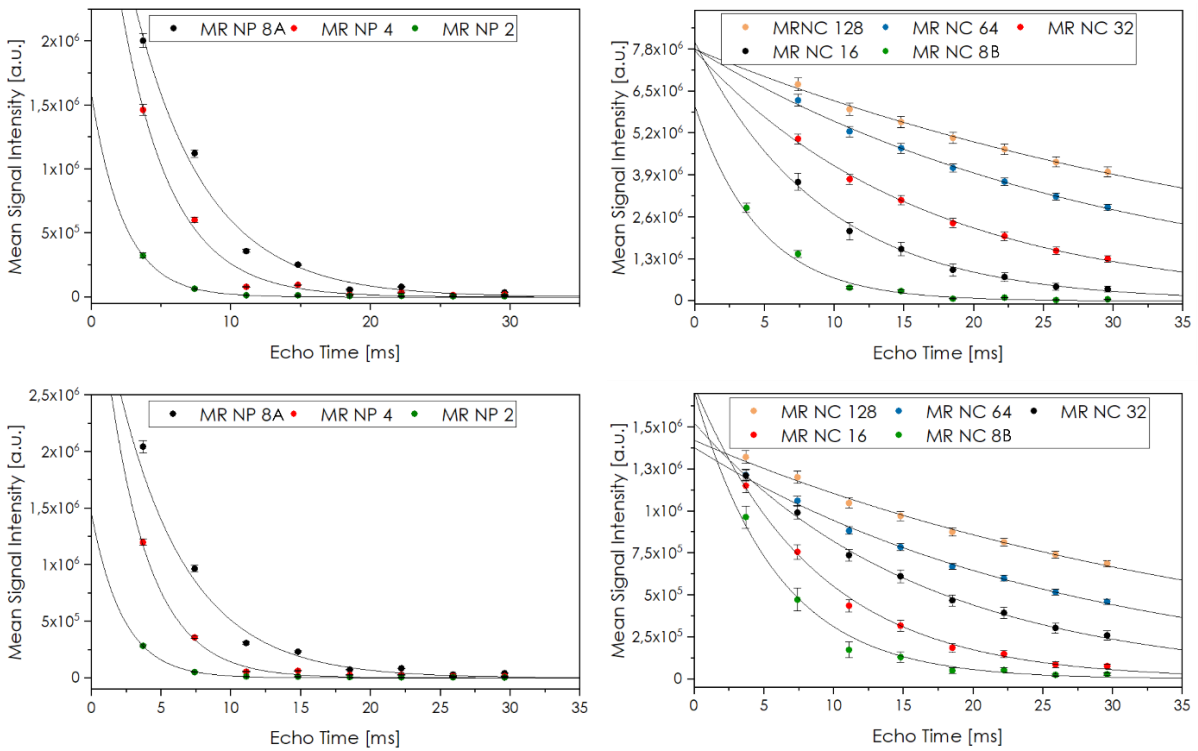 MR NP 8A MR NP 4 MR NP 2
2x10⁶
1,5x10⁶
1x10⁶
5x10⁵
0
Mean Signal Intensity [a.u.]
0 5 10 15 20 25 30
Echo Time [ms]
MRNC 128 MR NC 64 MR NC 32
MR NC 16 MR NC 8B
7,8x10⁶
6,5x10⁶
5,2x10⁶
3,9x10⁶
2,6x10⁶
1,3x10⁶
0
Mean Signal Intensity [a.u.]
0 5 10 15 20 25 30 35
Echo Time [ms]
MR NP 8A MR NP 4 MR NP 2
2,5x10⁶
2x10⁶
1,5x10⁶
1x10⁶
5x10⁵
0
Mean Signal Intensity [a.u.]
0 5 10 15 20 25 30 35
Echo Time [ms]
MR NC 128 MR NC 64 MR NC 32
MR NC 16 MR NC 8B
1,5x10⁶
1,3x10⁶
1x10⁶
7,5x10⁵
5x10⁵
2,5x10⁵
0
Mean Signal Intensity [a.u.]
0 5 10 15 20 25 30 35
Echo Time [ms]